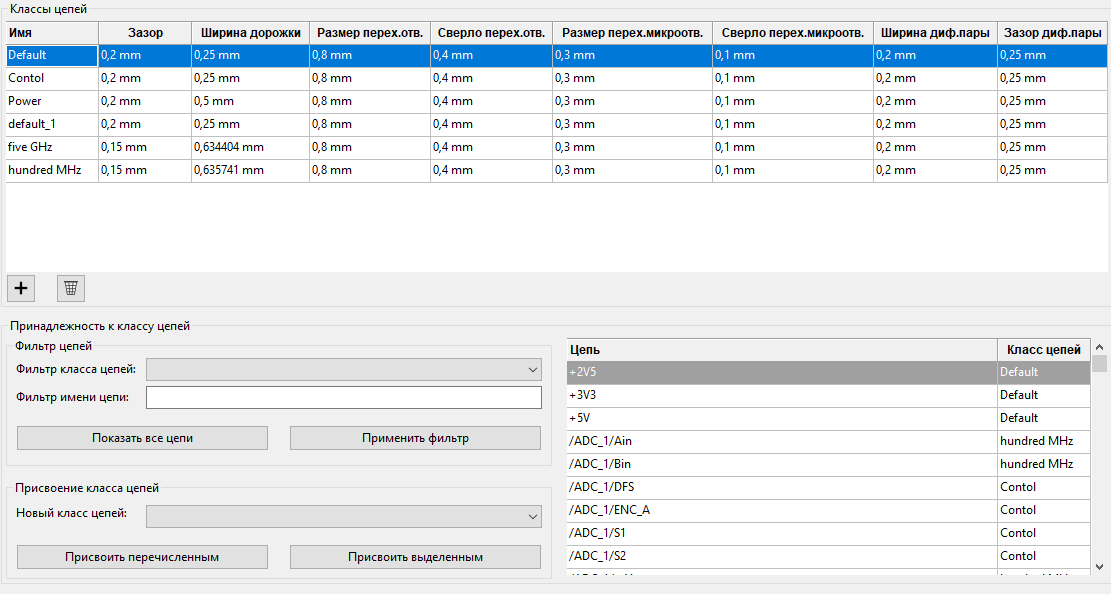 Классы цепей
Имя Зазор Ширина дорожки Размер перех.отв. Сверло перех.отв. Размер перех.микроотв. Сверло перех.микроотв. Ширина диф.пары Зазор диф.пары
Default 0,2 mm 0,25 mm 0,8 mm 0,4 mm 0,3 mm 0,1 mm 0,2 mm 0,25 mm
Contol 0,2 mm 0,25 mm 0,8 mm 0,4 mm 0,3 mm 0,1 mm 0,2 mm 0,25 mm
Power 0,2 mm 0,5 mm 0,8 mm 0,4 mm 0,3 mm 0,1 mm 0,2 mm 0,25 mm
default_1 0,2 mm 0,25 mm 0,8 mm 0,4 mm 0,3 mm 0,1 mm 0,2 mm 0,25 mm
five GHz 0,15 mm 0,634404 mm 0,8 mm 0,4 mm 0,3 mm 0,1 mm 0,2 mm 0,25 mm
hundred MHz 0,15 mm 0,635741 mm 0,8 mm 0,4 mm 0,3 mm 0,1 mm 0,2 mm 0,25 mm
Принадлежность к классу цепей
Фильтр цепей
Фильтр класса цепей:
Фильтр имени цепи:
Показать все цепи Применить фильтр
Присвоение класса цепей
Новый класс цепей:
Присвоить перечисленным Присвоить выделенным
Цепь Класс цепей
+2V5 Default
+3V3 Default
+5V Default
/ADC_1/Ain hundred MHz
/ADC_1/Bin hundred MHz
/ADC_1/DFS Contol
/ADC_1/ENC_A Contol
/ADC_1/S1 Contol
/ADC_1/S2 Contol